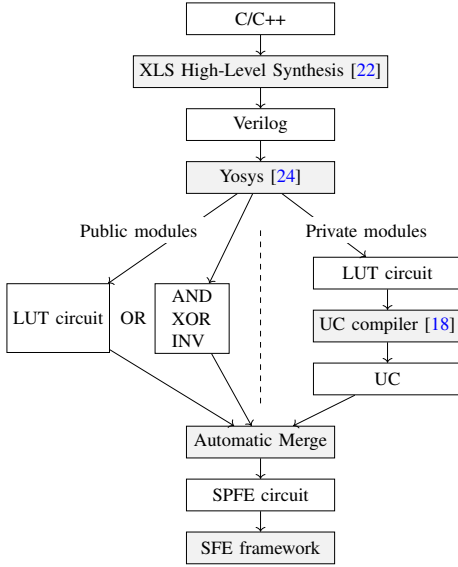 C/C++
XLS High-Level Synthesis [22]
Verilog
Yosys [24]
Public modules
Private modules
LUT circuit
OR
AND
XOR
INV
LUT circuit
UC compiler [18]
UC
Automatic Merge
SPFE circuit
SFE framework